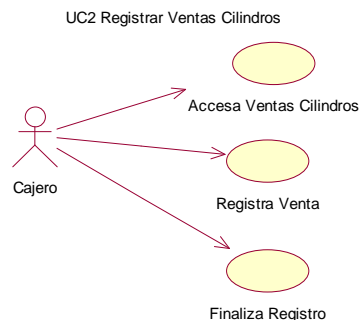 UC2 Registrar Ventas Cilindros
Accesa Ventas Cilindros
Cajero
Registra Venta
Finaliza Registro